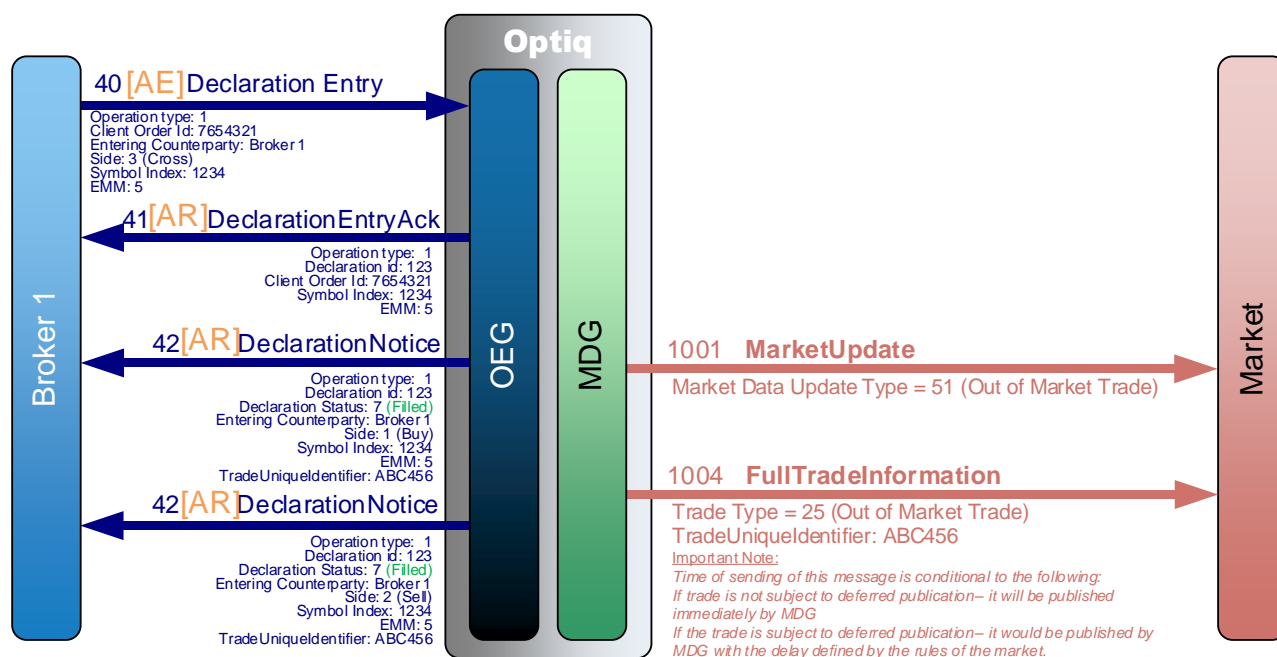 Optiq
40 [AE] Declaration Entry
Operation type: 1
Client Order Id: 7654321
Entering Counterparty: Broker 1
Side: 3 (Cross)
Symbol Index: 1234
EMM: 5
41[AR]DeclarationEntryAck
Operation type: 1
Declaration id: 123
Client Order Id: 7654321
Symbol Index: 1234
EMM: 5
42[AR]DeclarationNotice
Operation type: 1
Declaration id: 123
Declaration Status: 7 (Filled)
Entering Counterparty: Broker 1
Side: 1 (Buy)
Symbol Index: 1234
EMM: 5
TradeUniqueIdentifier: ABC456
42[AR]DeclarationNotice
Operation type: 1
Declaration id: 123
Declaration Status: 7 (Filled)
Entering Counterparty: Broker 1
Side: 2 (Sell)
Symbol Index: 1234
EMM: 5
TradeUniqueIdentifier: ABC456
Broker 1
OEG
MDG
1001 MarketUpdate
Market Data Update Type = 51 (Out of Market Trade)
1004 FullTradeInformation
Trade Type = 25 (Out of Market Trade)
TradeUniqueIdentifier: ABC456
Important Note:
Time of sending of this message is conditional to the following:
If trade is not subject to deferred publication– it will be published
immediately by MDG
If the trade is subject to deferred publication– it would be published by
MDG with the delay defined by the rules of the market.
Market